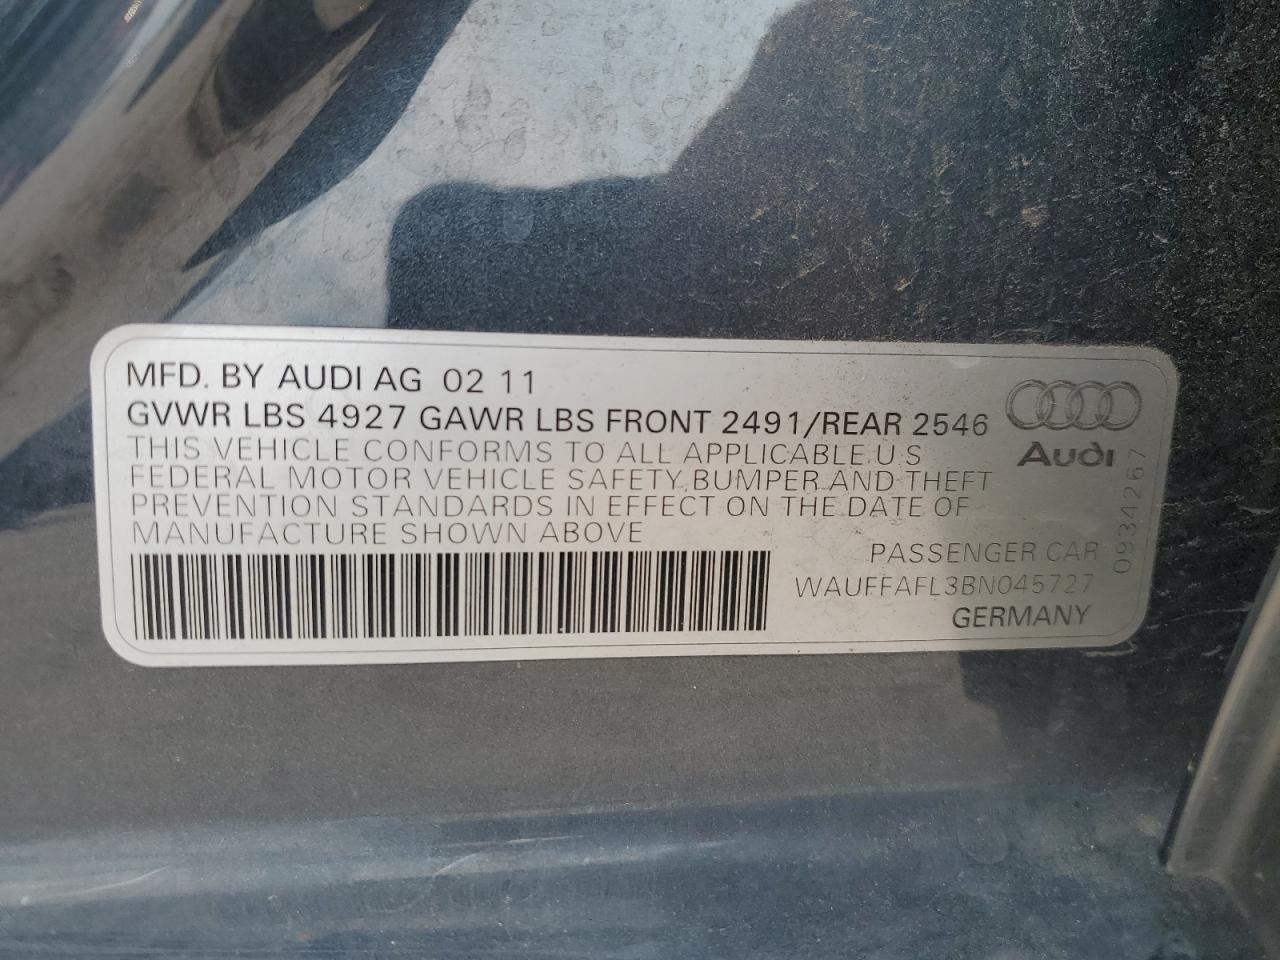 MFD. BY AUDI AG 02 11
GVWR LBS 4927 GAWR LBS FRONT 2491/REAR 2546
THIS VEHICLE CONFORMS TO ALL APPLICABLE U S
FEDERAL MOTOR VEHICLE SAFETY, BUMPER AND THEFT
PREVENTION STANDARDS IN EFFECT ON THE DATE OF
MANUFACTURE SHOWN ABOVE
Audi
0934267
PASSENGER CAR
WAUFFAFL3BN045727
GERMANY